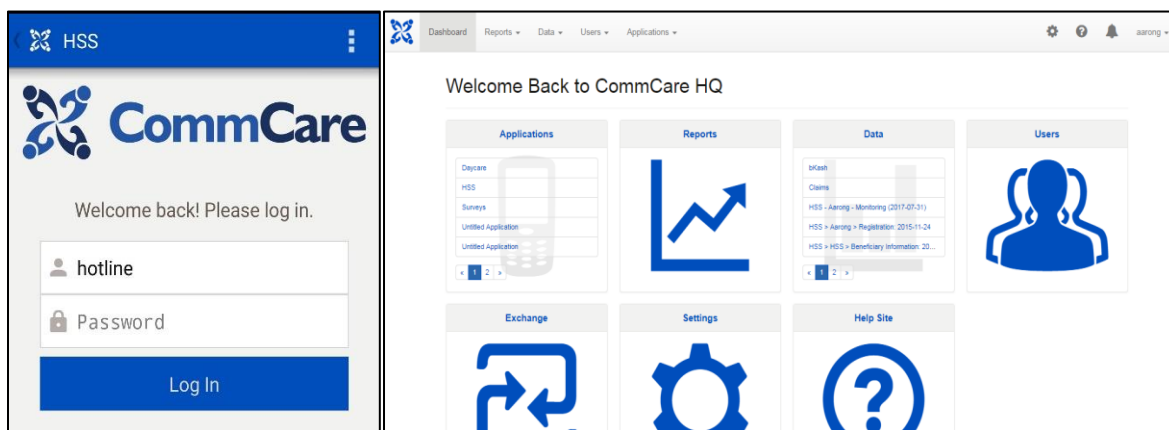 HSS
CommCare
Welcome back! Please log in.
hotline
Password
Log In
Dashboard Reports Data Users Applications aarong
Welcome Back to CommCare HQ
Applications
Daycare
HSS
Surveys
Untitled Application
Untitled Application
« 1 2 »
Reports
Data
bKash
Claims
HSS - Aarong - Monitoring (2017-07-31)
HSS > Aarong > Registration: 2015-11-24
HSS > HSS > Beneficiary Information: 20...
« 1 2 »
Users
Exchange
Settings
Help Site